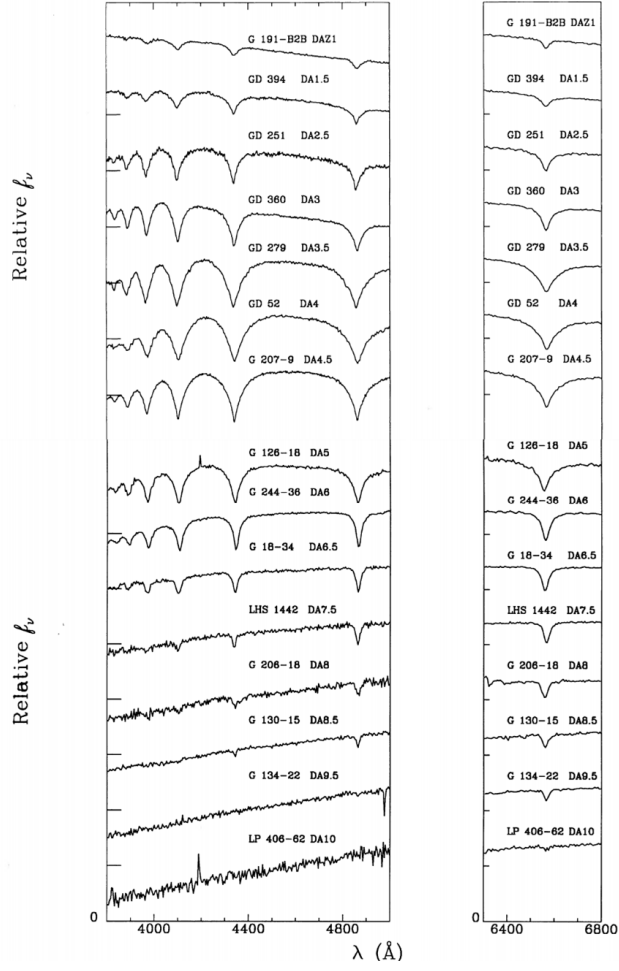 Relative fν
G 191-B2B DAZ1
GD 394 DA1.5
GD 251 DA2.5
GD 360 DA3
GD 279 DA3.5
GD 52 DA4
G 207-9 DA4.5
G 191-B2B DAZ1
GD 394 DA1.5
GD 251 DA2.5
GD 360 DA3
GD 279 DA3.5
GD 52 DA4
G 207-9 DA4.5
Relative fν
G 126-18 DA5
G 244-36 DA6
G 18-34 DA6.5
LHS 1442 DA7.5
G 206-18 DA8
G 130-15 DA8.5
G 134-22 DA9.5
LP 406-62 DA10
0
4000 4400 4800
λ (Å)
G 126-18 DA5
G 244-36 DA6
G 18-34 DA6.5
LHS 1442 DA7.5
G 206-18 DA8
G 130-15 DA8.5
G 134-22 DA9.5
LP 406-62 DA10
0
6400 6800